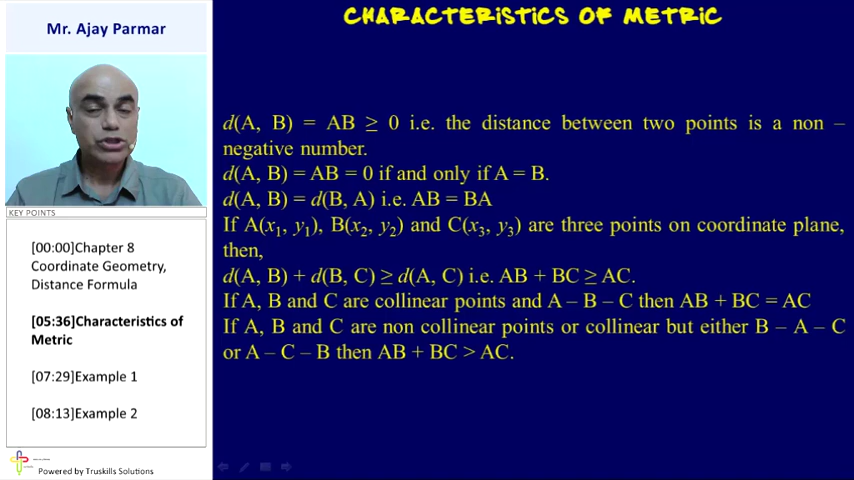 Mr. Ajay Parmar
KEY POINTS
[00:00]Chapter 8
Coordinate Geometry,
Distance Formula
[05:36]Characteristics of
Metric
[07:29]Example 1
[08:13]Example 2
Powered by Truskills Solutions
CHARACTERISTICS OF METRIC
d(A, B) = AB ≥ 0 i.e. the distance between two points is a non –
negative number.
d(A, B) = AB = 0 if and only if A = B.
d(A, B) = d(B, A) i.e. AB = BA
If A(x₁, y₁), B(x₂, y₂) and C(x₃, y₃) are three points on coordinate plane,
then,
d(A, B) + d(B, C) ≥ d(A, C) i.e. AB + BC ≥ AC.
If A, B and C are collinear points and A – B – C then AB + BC = AC
If A, B and C are non collinear points or collinear but either B – A – C
or A – C – B then AB + BC > AC.